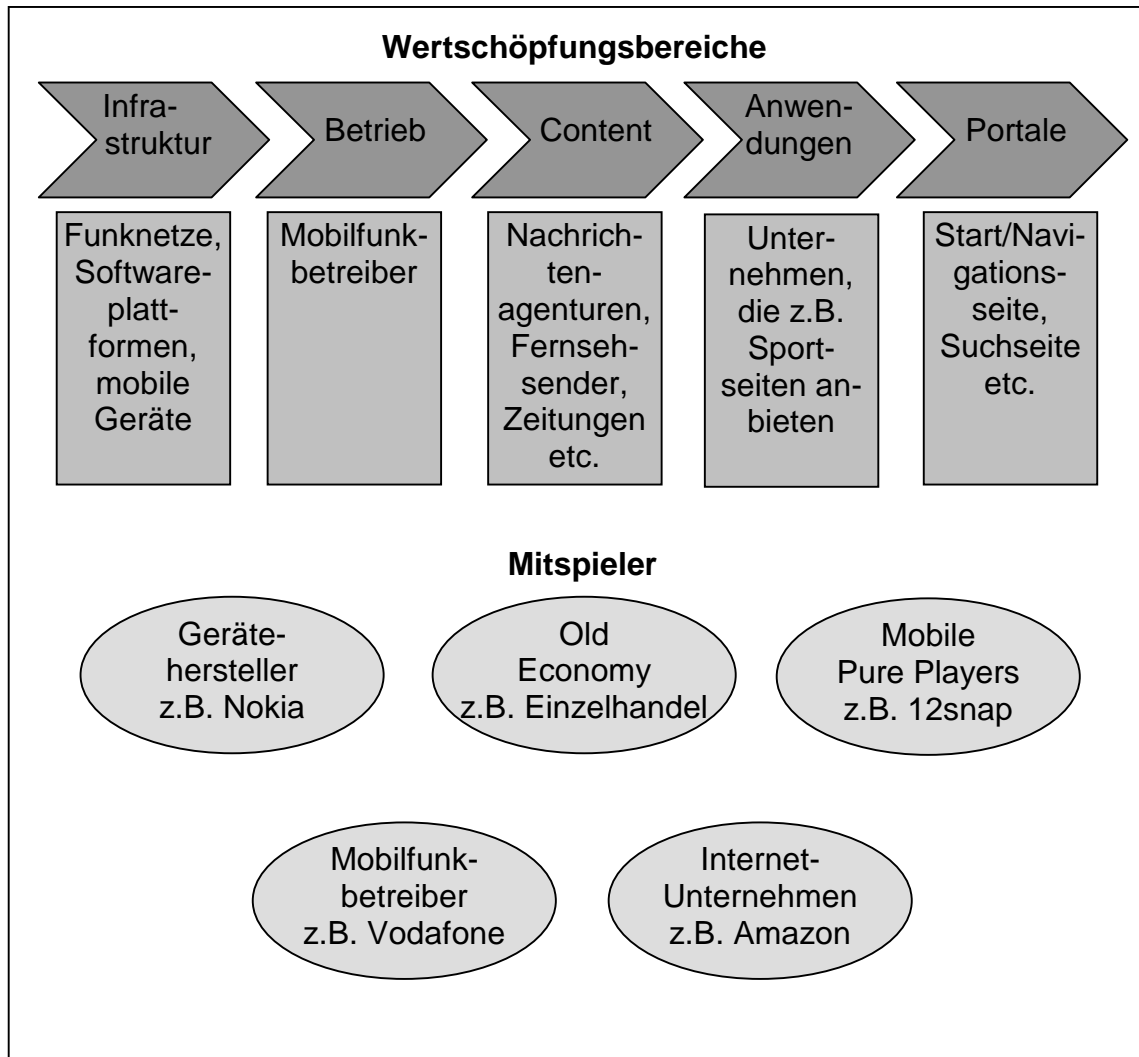 Wertschöpfungsbereiche
Infra-
struktur
Betrieb
Content
Anwen-
dungen
Portale
Funknetze,
Software-
platt-
formen,
mobile
Geräte
Mobilfunk-
betreiber
Nachrich-
ten-
agenturen,
Fernseh-
sender,
Zeitungen
etc.
Unter-
nehmen,
die z.B.
Sport-
seiten an-
bieten
Start/Navi-
gations-
seite,
Suchseite
etc.
Mitspieler
Geräte-
hersteller
z.B. Nokia
Old
Economy
z.B. Einzelhandel
Mobile
Pure Players
z.B. 12snap
Mobilfunk-
betreiber
z.B. Vodafone
Internet-
Unternehmen
z.B. Amazon